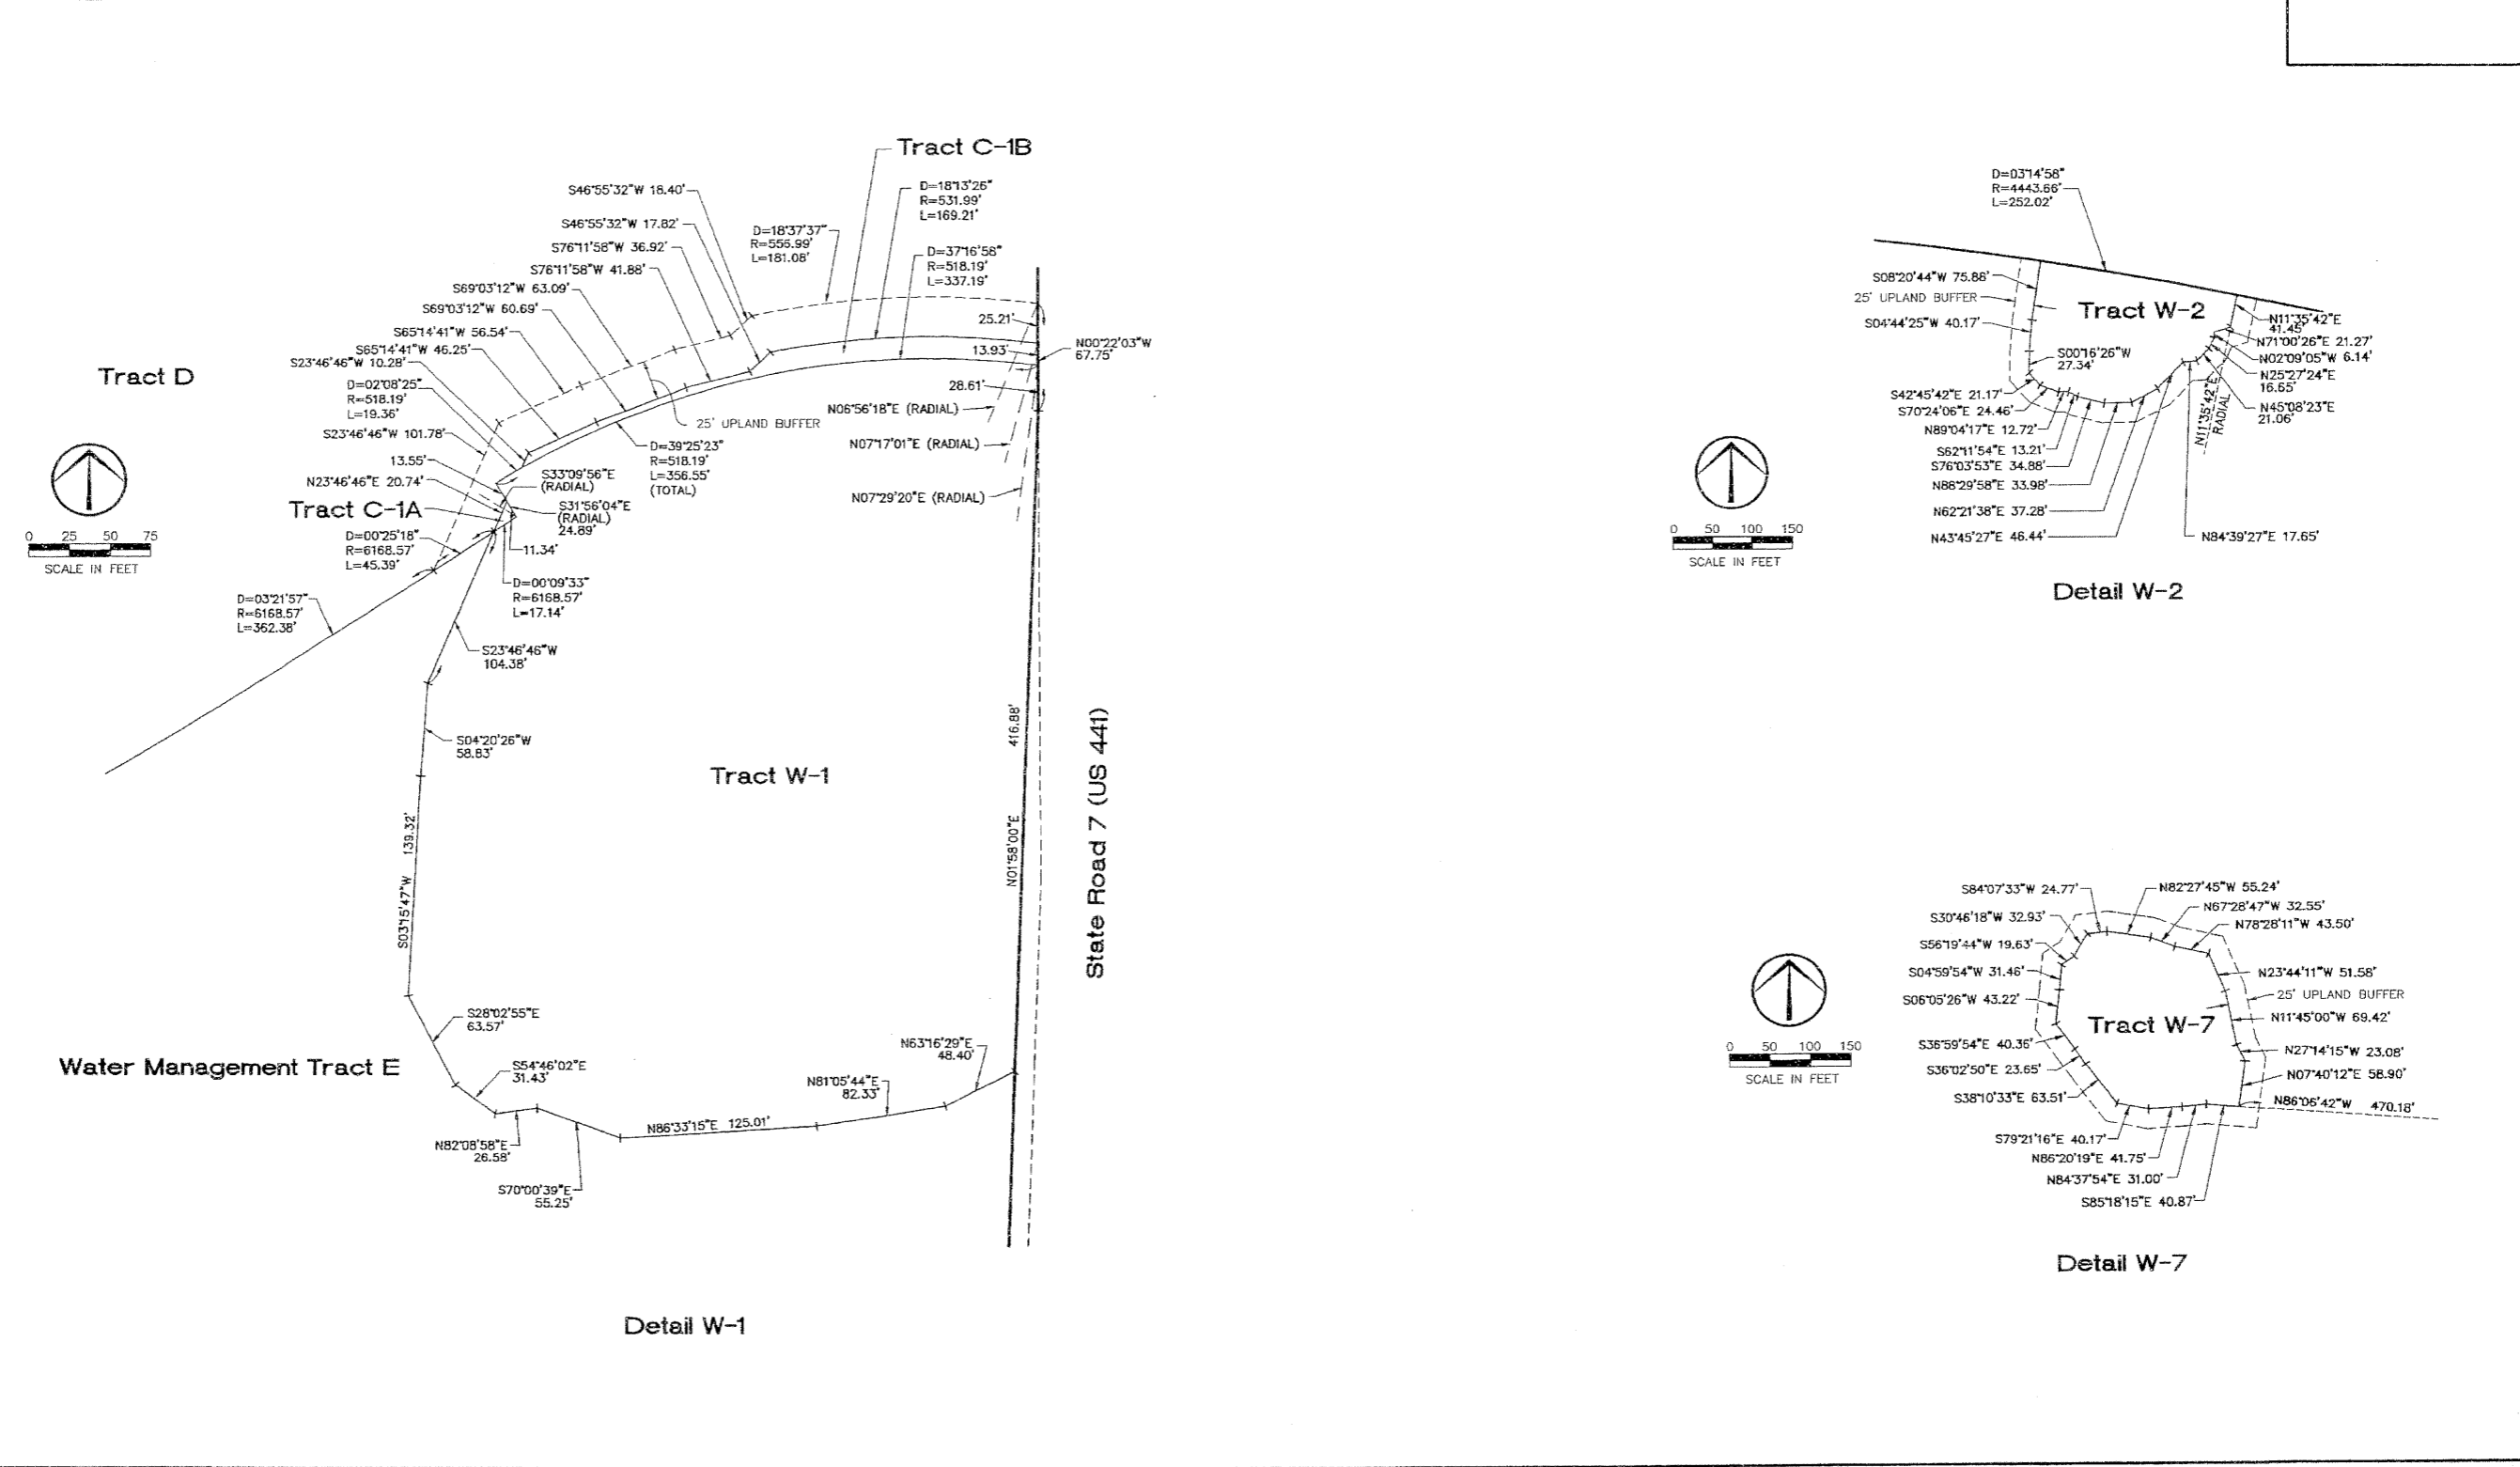 Tract C-1B
S46°55'32"W 18.40'
D=18°13'26"
R=531.99'
L=169.21'
S46°55'32"W 17.82'
D=18°37'37"
R=556.99'
L=181.08'
S76°11'58"W 36.92'
D=37°16'58"
R=518.19'
L=337.19'
S76°11'58"W 41.88'
S69°03'12"W 63.09'
S69°03'12"W 60.69'
25.21'
S65°14'41"W 56.54'
S65°14'41"W 46.25'
13.93'
N00°22'03"W
67.75'
S23°46'46"W 10.28'
Tract D
D=02°08'25"
R=518.19'
L=19.36'
28.61'
N06°56'18"E (RADIAL)
25' UPLAND BUFFER
S23°46'46"W 101.78'
D=39°25'23"
R=518.19'
L=356.55'
(TOTAL)
N07°17'01"E (RADIAL)
13.55'
S33°09'56"E
(RADIAL)
N23°46'46"E 20.74'
N07°29'20"E (RADIAL)
Tract C-1A
S31°56'04"E
(RADIAL)
24.89'
0 25 50 75
SCALE IN FEET
D=00°25'18"
R=6168.57'
L=45.39'
11.34'
D=00°09'33"
R=6168.57'
L=17.14'
D=03°21'57"
R=6168.57'
L=362.38'
S23°46'46"W
104.38'
S04°20'26"W
58.83'
416.88'
N01°58'00"E
State Road 7 (US 441)
Tract W-1
S03°15'47"W 139.32'
S28°02'55"E
63.57'
Water Management Tract E
S54°46'02"E
31.43'
N63°16'29"E
48.40'
N81°05'44"E
82.33'
N86°33'15"E 125.01'
N82°08'58"E
26.58'
S70°00'39"E
55.25'
Detail W-1
D=03°14'58"
R=4443.66'
L=252.02'
S08°20'44"W 75.86'
25' UPLAND BUFFER
Tract W-2
S04°44'25"W 40.17'
N11°35'42"E
41.45'
N71°00'26"E 21.27'
S00°16'26"W
27.34'
N02°09'05"W 6.14'
N25°27'24"E
16.65'
S42°45'42"E 21.17'
S70°24'06"E 24.46'
N45°08'23"E
21.06'
N11°35'42"E
RADIAL
N89°04'17"E 12.72'
S62°11'54"E 13.21'
S76°03'53"E 34.88'
N88°29'58"E 33.98'
N62°21'38"E 37.28'
N43°45'27"E 46.44'
N84°39'27"E 17.65'
0 50 100 150
SCALE IN FEET
Detail W-2
S84°07'33"W 24.77'
N82°27'45"W 55.24'
N67°28'47"W 32.55'
S30°46'18"W 32.93'
N78°28'11"W 43.50'
S56°19'44"W 19.63'
S04°59'54"W 31.46'
N23°44'11"W 51.58'
25' UPLAND BUFFER
S06°05'26"W 43.22'
Tract W-7
N11°45'00"W 69.42'
S36°59'54"E 40.36'
N27°14'15"W 23.08'
S36°02'50"E 23.65'
N07°40'12"E 58.90'
S38°10'33"E 63.51'
N86°06'42"W 470.18'
0 50 100 150
SCALE IN FEET
S79°21'16"E 40.17'
N86°20'19"E 41.75'
N84°37'54"E 31.00'
S85°18'15"E 40.87'
Detail W-7